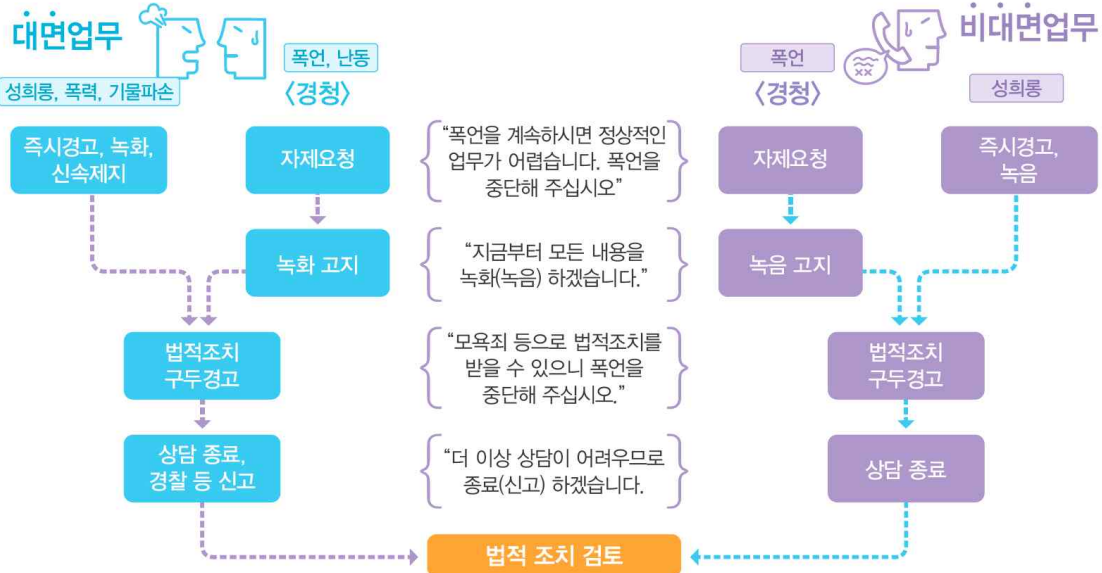 대면업무
성희롱, 폭력, 기물파손
즉시경고, 녹화,
신속제지
폭언, 난동
〈경청〉
자제요청
녹화 고지
법적조치
구두경고
상담 종료,
경찰 등 신고
“폭언을 계속하시면 정상적인
업무가 어렵습니다. 폭언을
중단해 주십시오”
“지금부터 모든 내용을
녹화(녹음) 하겠습니다.”
“모욕죄 등으로 법적조치를
받을 수 있으니 폭언을
중단해 주십시오.”
“더 이상 상담이 어려우므로
종료(신고) 하겠습니다.
비대면업무
폭언
〈경청〉
자제요청
녹음 고지
성희롱
즉시경고,
녹음
법적조치
구두경고
상담 종료
법적 조치 검토